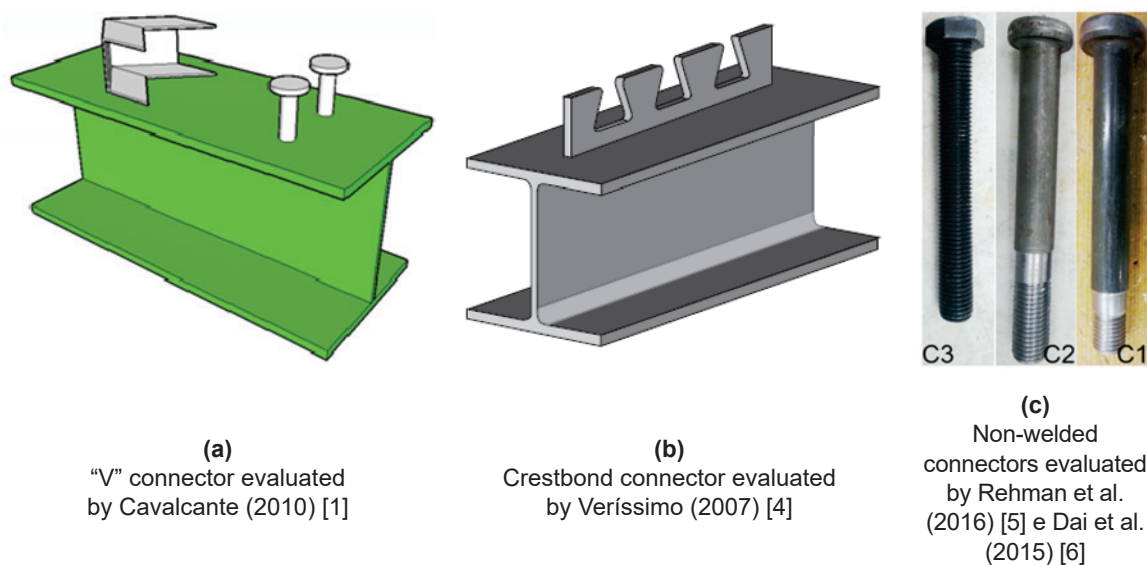 C3
C2
C1
(a)
“V” connector evaluated
by Cavalcante (2010) [1]
(b)
Crestbond connector evaluated
by Veríssimo (2007) [4]
(c)
Non-welded
connectors evaluated
by Rehman et al.
(2016) [5] e Dai et al.
(2015) [6]